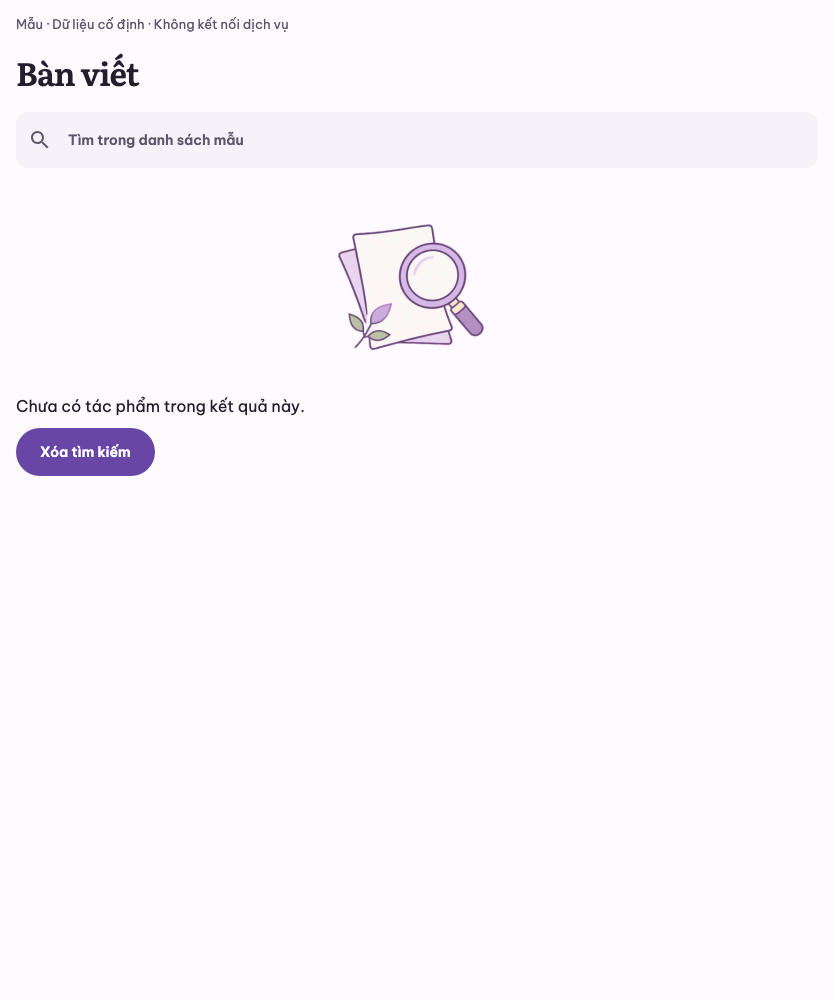 Mẫu · Dữ liệu cố định · Không kết nối dịch vụ
Bàn viết
Tìm trong danh sách mẫu
Chưa có tác phẩm trong kết quả này.
Xóa tìm kiếm